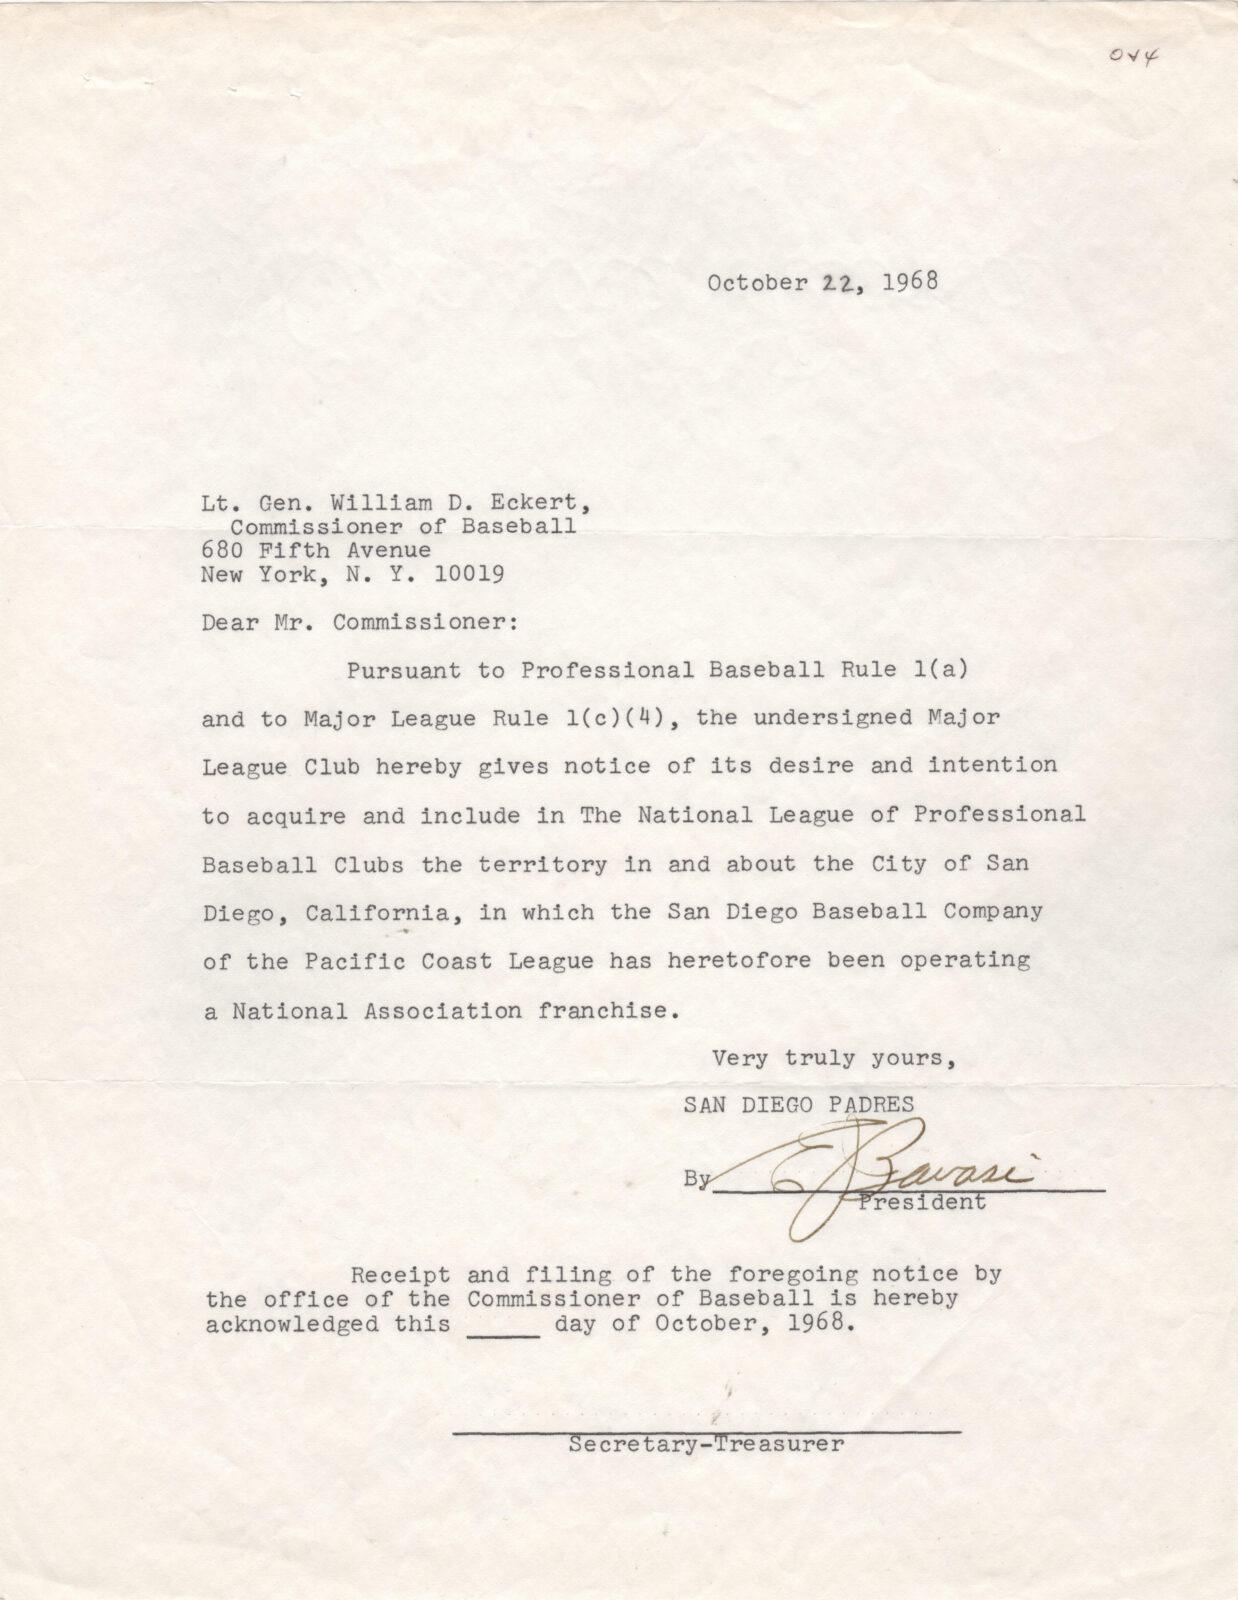 October 22, 1968
Lt. Gen. William D. Eckert,
Commissioner of Baseball
680 Fifth Avenue
New York, N. Y. 10019
Dear Mr. Commissioner:
Pursuant to Professional Baseball Rule 1(a)
and to Major League Rule 1(c)(4), the undersigned Major
League Club hereby gives notice of its desire and intention
to acquire and include in The National League of Professional
Baseball Clubs the territory in and about the City of San
Diego, California, in which the San Diego Baseball Company
of the Pacific Coast League has heretofore been operating
a National Association franchise.
Very truly yours,
SAN DIEGO PADRES
By E J Bavasi
President
Receipt and filing of the foregoing notice by
the office of the Commissioner of Baseball is hereby
acknowledged this ____ day of October, 1968.
Secretary-Treasurer